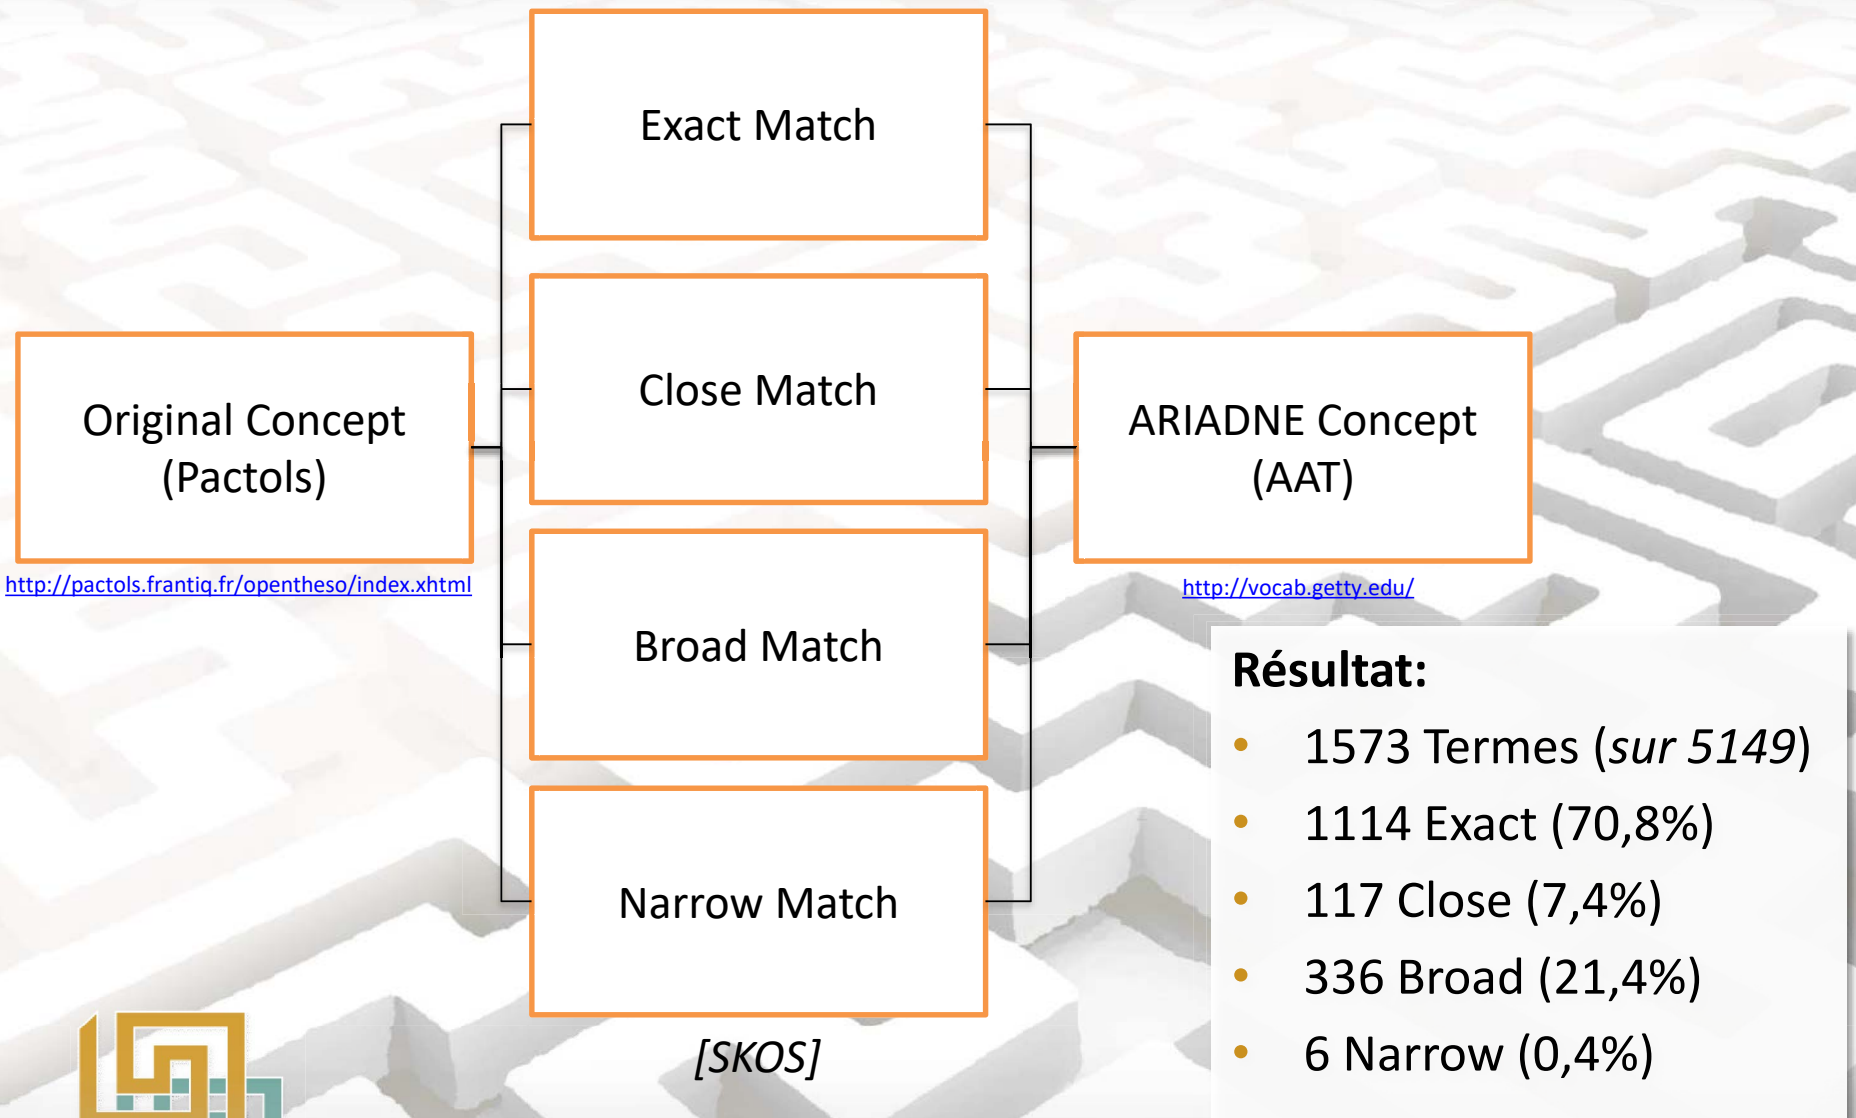 Exact Match
Close Match
Original Concept
(Pactols)
http://pactols.frantiq.fr/opentheso/index.xhtml
ARIADNE Concept
(AAT)
http://vocab.getty.edu/
Broad Match
Narrow Match
[SKOS]
Résultat:
• 1573 Termes (sur 5149)
• 1114 Exact (70,8%)
• 117 Close (7,4%)
• 336 Broad (21,4%)
• 6 Narrow (0,4%)